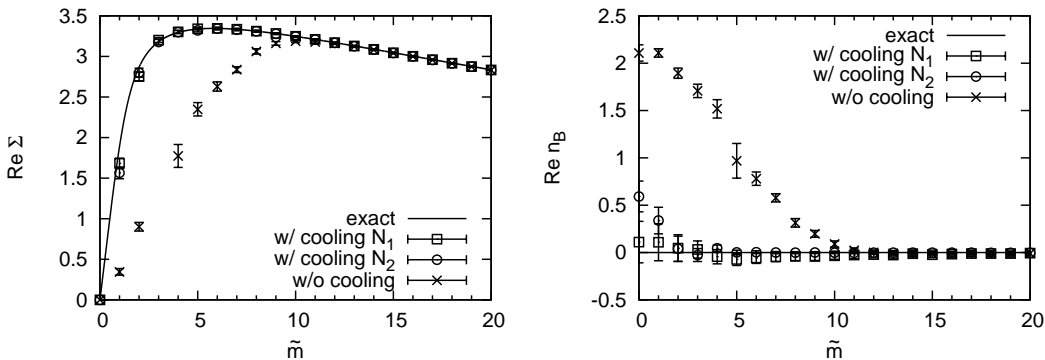 3.5
3
2.5
2
1.5
1
0.5
0
Re Σ
exact
w/ cooling N₁
w/ cooling N₂
w/o cooling
0 5 10 15 20
m̃
2.5
2
1.5
1
0.5
0
-0.5
Re n_B
exact
w/ cooling N₁
w/ cooling N₂
w/o cooling
0 5 10 15 20
m̃